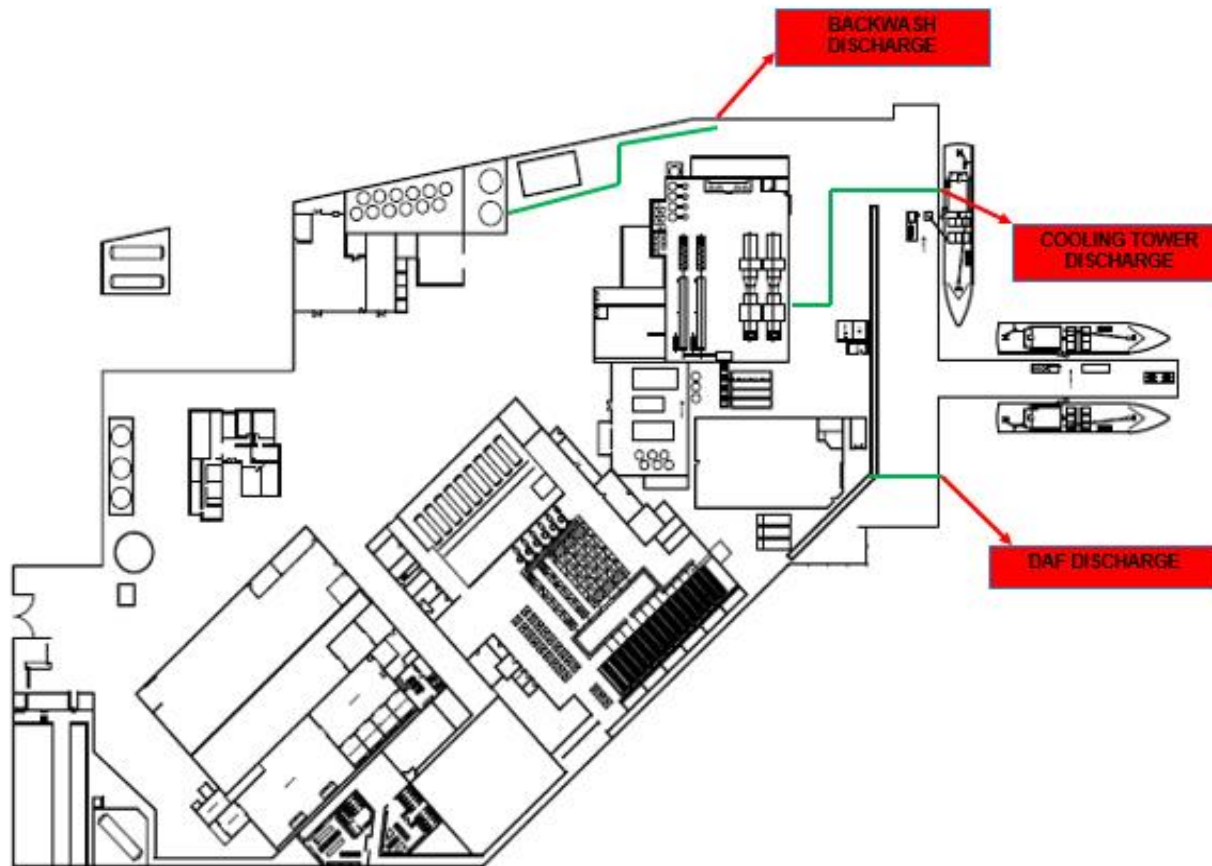 BACKWASH
DISCHARGE
COOLING TOWER
DISCHARGE
DAF DISCHARGE